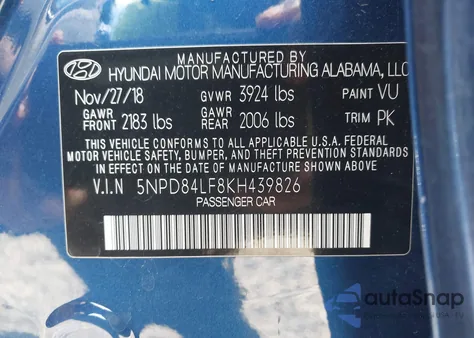 MANUFACTURED BY
HYUNDAI MOTOR MANUFACTURING ALABAMA, LLC
Nov/27/18 GVWR 3924 lbs PAINT VU
GAWR FRONT 2183 lbs GAWR REAR 2006 lbs TRIM PK
THIS VEHICLE CONFORMS TO ALL APPLICABLE U.S.A. FEDERAL
MOTOR VEHICLE SAFETY, BUMPER, AND THEFT PREVENTION STANDARDS
IN EFFECT ON THE DATE OF MANUFACTURE SHOWN ABOVE.
V.I.N 5NPD84LF8KH439826
PASSENGER CAR
autoSnap